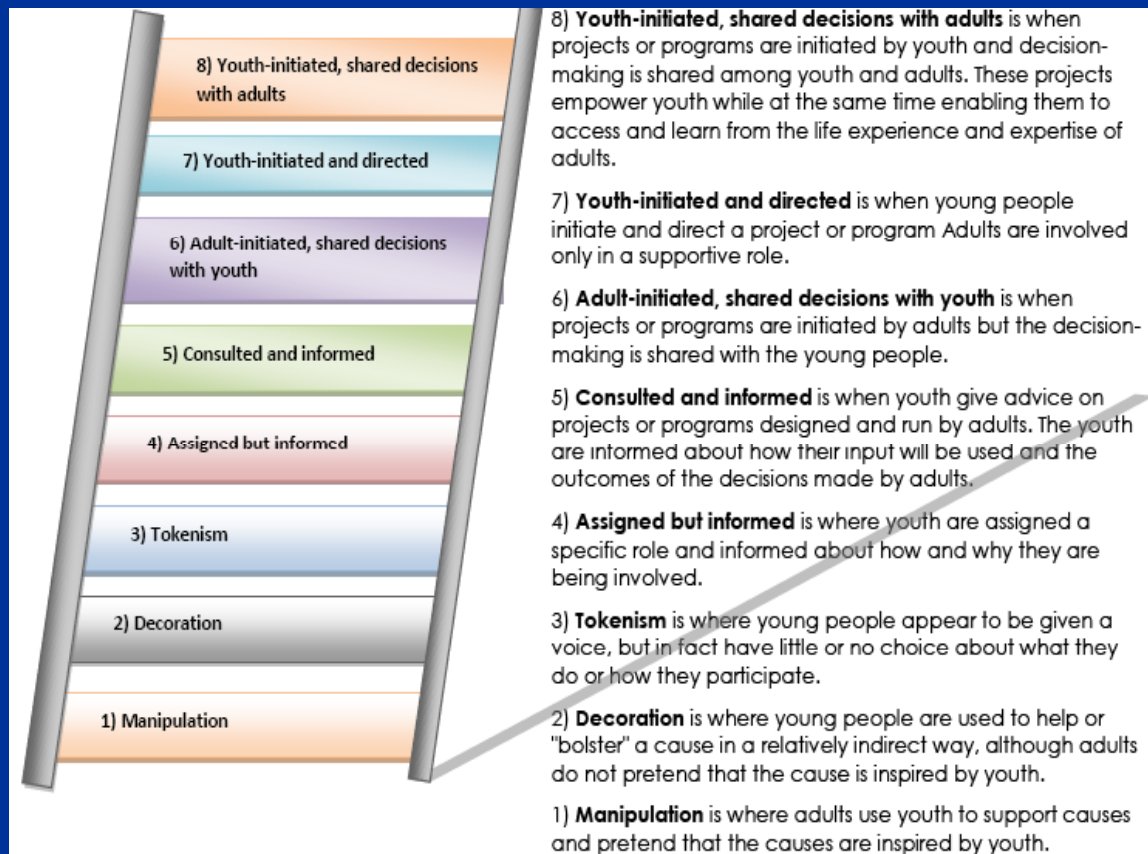 8) Youth-initiated, shared decisions
with adults
7) Youth-initiated and directed
6) Adult-initiated, shared decisions
with youth
5) Consulted and informed
4) Assigned but informed
3) Tokenism
2) Decoration
1) Manipulation
8) Youth-initiated, shared decisions with adults is when
projects or programs are initiated by youth and decision-
making is shared among youth and adults. These projects
empower youth while at the same time enabling them to
access and learn from the life experience and expertise of
adults.
7) Youth-initiated and directed is when young people
initiate and direct a project or program Adults are involved
only in a supportive role.
6) Adult-initiated, shared decisions with youth is when
projects or programs are initiated by adults but the decision-
making is shared with the young people.
5) Consulted and informed is when youth give advice on
projects or programs designed and run by adults. The youth
are informed about how their input will be used and the
outcomes of the decisions made by adults.
4) Assigned but informed is where youth are assigned a
specific role and informed about how and why they are
being involved.
3) Tokenism is where young people appear to be given a
voice, but in fact have little or no choice about what they
do or how they participate.
2) Decoration is where young people are used to help or
"bolster" a cause in a relatively indirect way, although adults
do not pretend that the cause is inspired by youth.
1) Manipulation is where adults use youth to support causes
and pretend that the causes are inspired by youth.